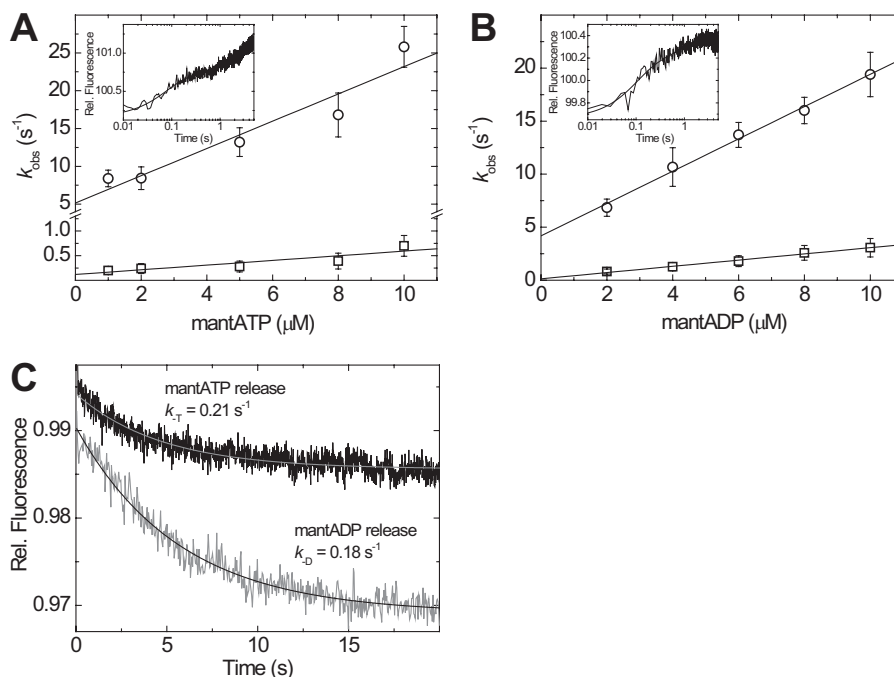 A
25
20
15
10
5
1.0
0.5
k_obs (s⁻¹)
101.0
100.5
Rel. Fluorescence
0.01 0.1 1
Time (s)
0 2 4 6 8 10
mantATP (μM)
B
20
15
10
5
0
k_obs (s⁻¹)
100.4
100.2
100.0
99.8
Rel. Fluorescence
0.01 0.1 1
Time (s)
0 2 4 6 8 10
mantADP (μM)
C
0.99
0.98
0.97
Rel. Fluorescence
mantATP release
k_-T = 0.21 s⁻¹
mantADP release
k_-D = 0.18 s⁻¹
0 5 10 15
Time (s)